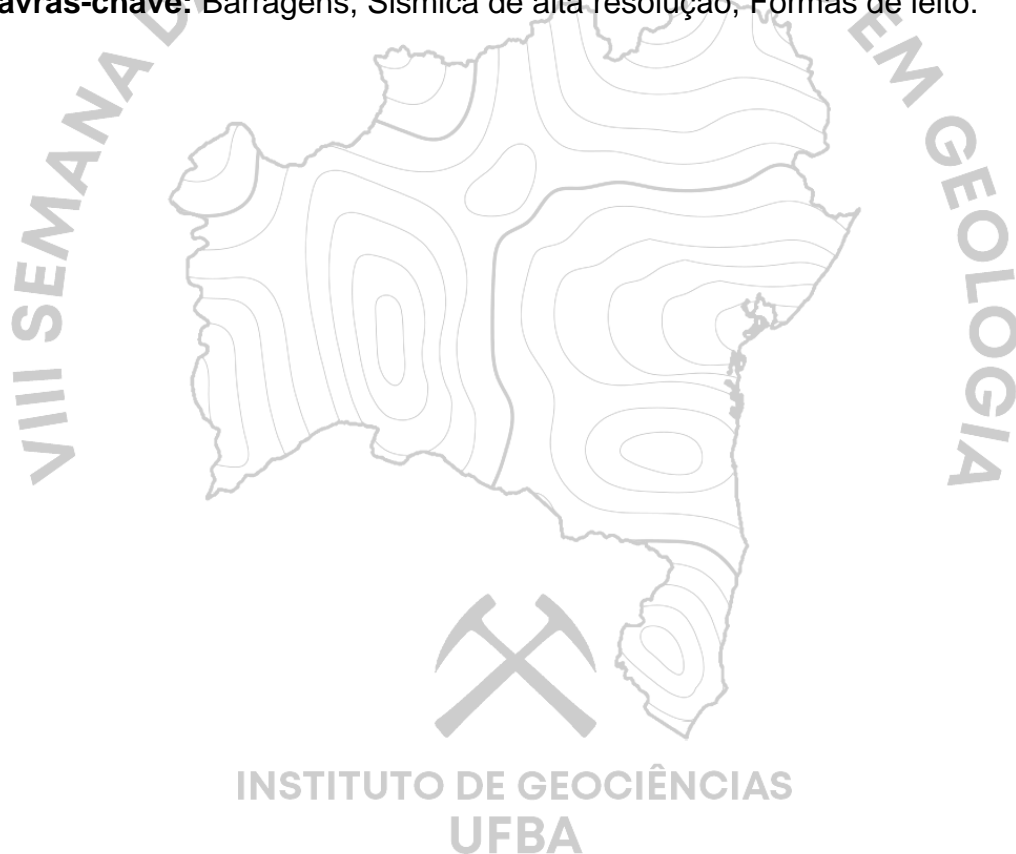 avras-chave: Barragens, Sísmica de alta resolução, Formas de leito.
VIII SEMANA
EM GEOLOGIA
INSTITUTO DE GEOCIÊNCIAS
UFBA